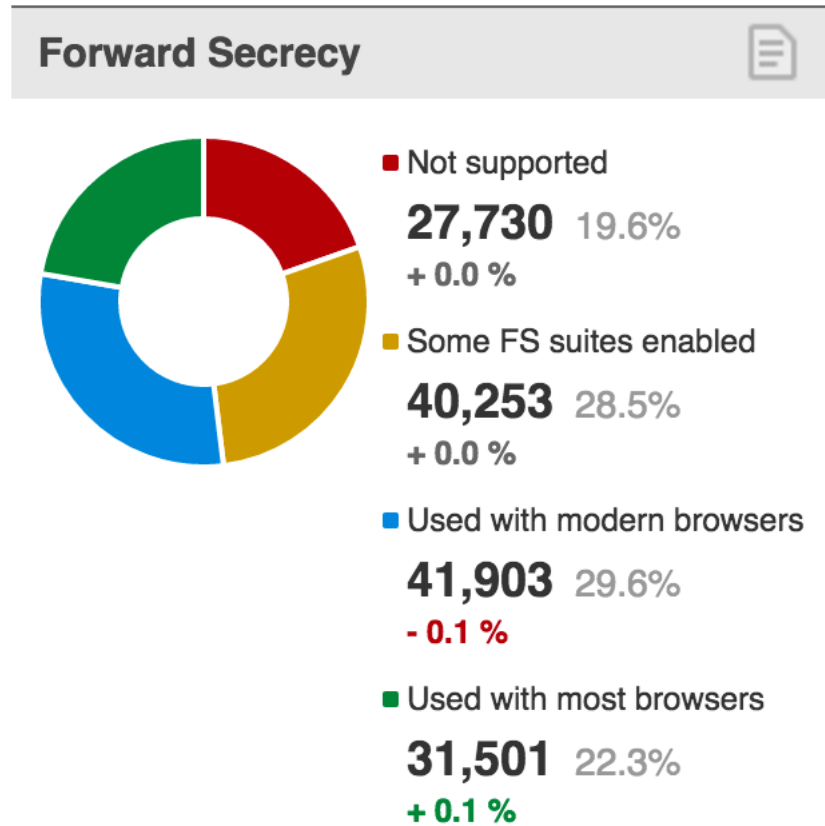 Forward Secrecy
Not supported
27,730 19.6%
+ 0.0 %
Some FS suites enabled
40,253 28.5%
+ 0.0 %
Used with modern browsers
41,903 29.6%
- 0.1 %
Used with most browsers
31,501 22.3%
+ 0.1 %